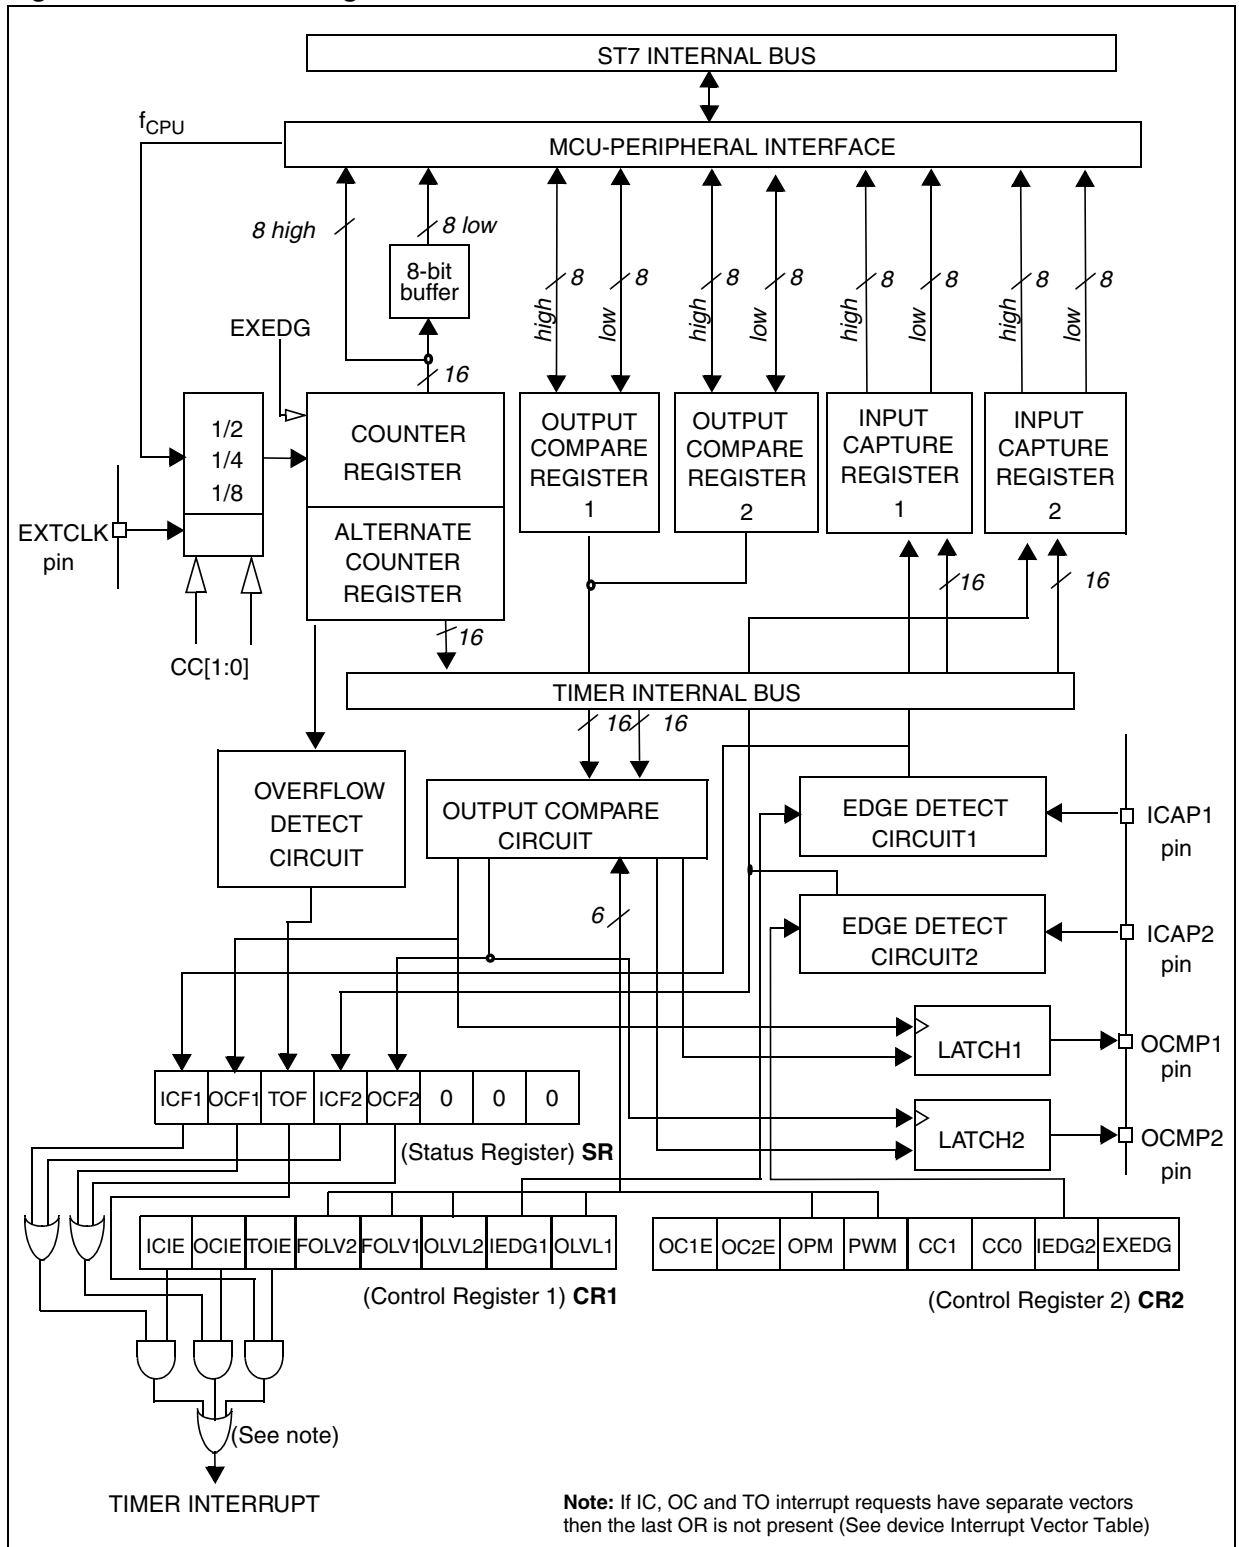 ST7 INTERNAL BUS
fCPU
MCU-PERIPHERAL INTERFACE
8 high
8 low
8-bit
buffer
EXEDG
16
high
8
low
8
high
8
low
8
high
8
low
8
high
8
low
8
1/2
1/4
1/8
COUNTER
REGISTER
ALTERNATE
COUNTER
REGISTER
OUTPUT
COMPARE
REGISTER
1
OUTPUT
COMPARE
REGISTER
2
INPUT
CAPTURE
REGISTER
1
INPUT
CAPTURE
REGISTER
2
EXTCLK
pin
CC[1:0]
16
16
16
TIMER INTERNAL BUS
16
16
OVERFLOW
DETECT
CIRCUIT
OUTPUT COMPARE
CIRCUIT
6
EDGE DETECT
CIRCUIT1
ICAP1
pin
EDGE DETECT
CIRCUIT2
ICAP2
pin
LATCH1
OCMP1
pin
LATCH2
OCMP2
pin
ICF1 OCF1 TOF ICF2 OCF2 0 0 0
(Status Register) SR
ICIE OCIE TOIE FOLV2 FOLV1 OLVL2 IEDG1 OLVL1
(Control Register 1) CR1
OC1E OC2E OPM PWM CC1 CC0 IEDG2 EXEDG
(Control Register 2) CR2
(See note)
TIMER INTERRUPT
Note: If IC, OC and TO interrupt requests have separate vectors
then the last OR is not present (See device Interrupt Vector Table)